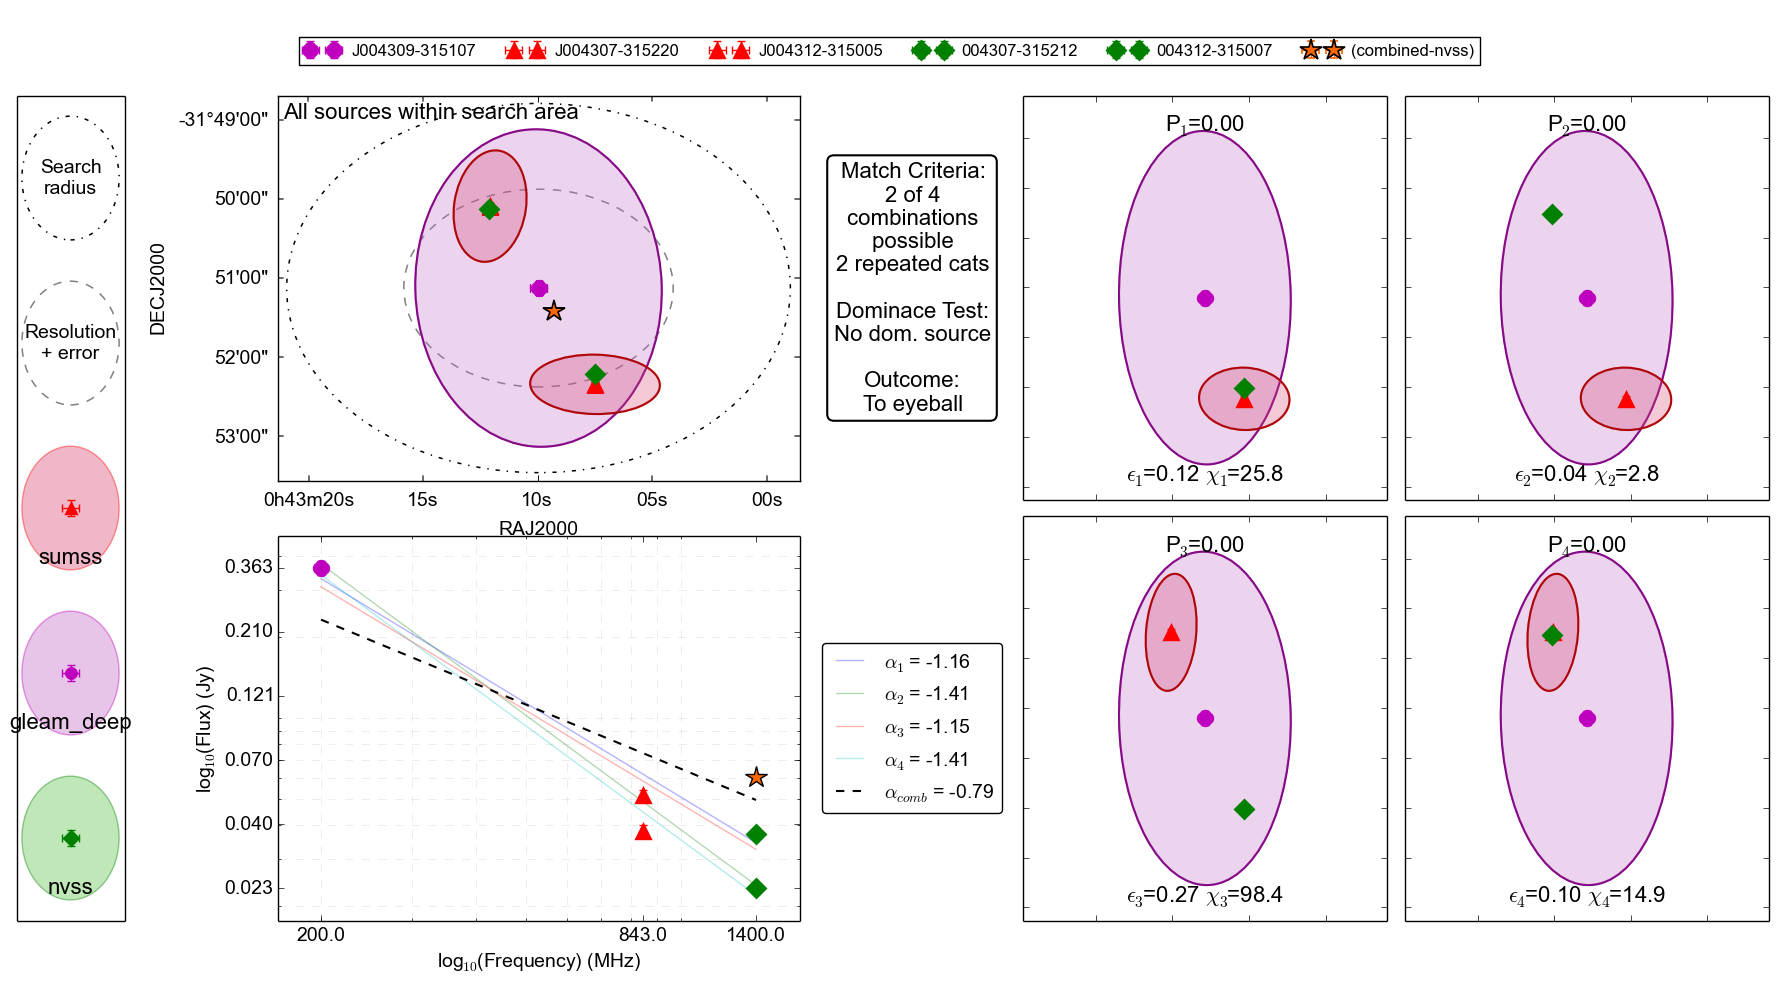 J004309-315107 J004307-315220 J004312-315005 004307-315212 004312-315007 (combined-nvss)
Search
radius
Resolution
+ error
sumss
gleam_deep
nvss
All sources within search area
-31°49'00"
50'00"
51'00"
52'00"
53'00"
DECJ2000
0h43m20s 15s 10s 05s 00s
RAJ2000
Match Criteria:
2 of 4
combinations
possible
2 repeated cats
Dominace Test:
No dom. source
Outcome:
To eyeball
P1=0.00
ϵ1=0.12 χ1=25.8
P2=0.00
ϵ2=0.04 χ2=2.8
0.363
0.210
0.121
0.070
0.040
0.023
log10(Flux) (Jy)
200.0 843.0 1400.0
log10(Frequency) (MHz)
α1 = -1.16
α2 = -1.41
α3 = -1.15
α4 = -1.41
αcomb = -0.79
P3=0.00
ϵ3=0.27 χ3=98.4
P4=0.00
ϵ4=0.10 χ4=14.9